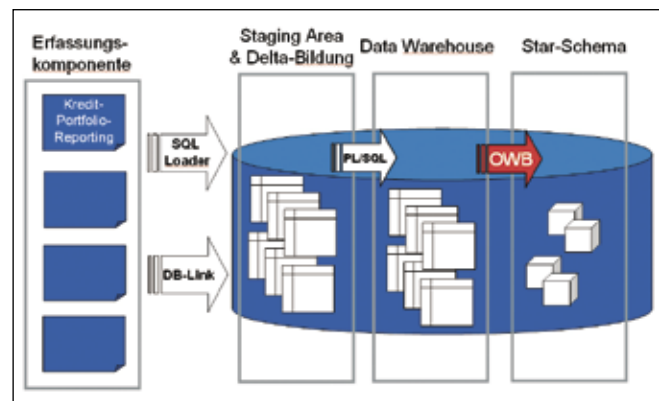 Erfassungs-
komponente
Staging Area
& Delta-Bildung
Data Warehouse
Star-Schema
Kredit-
Portfolio-
Reporting
SQL
Loader
PL/SQL
OWB
DB-Link